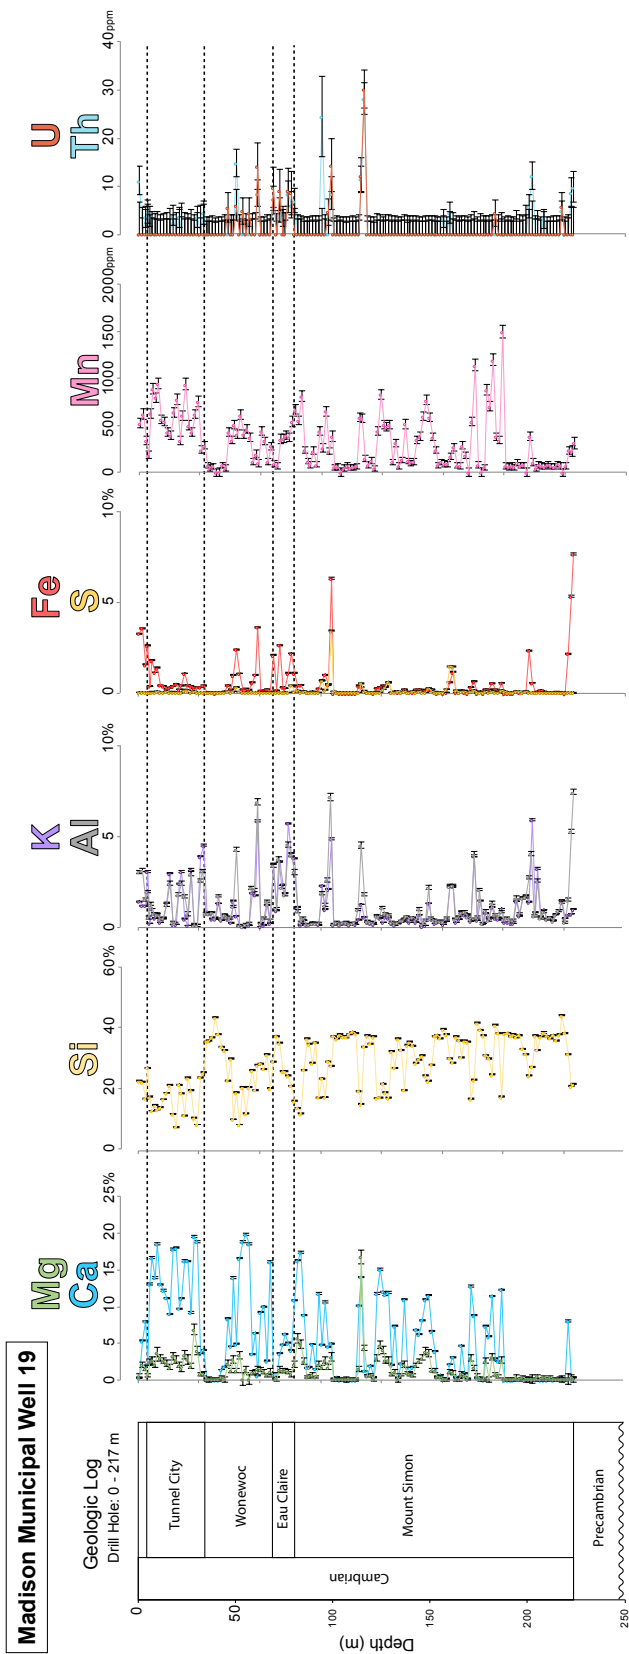 Madison Municipal Well 19
Geologic Log
Drill Hole: 0 - 217 m
Depth (m)
0
50
100
150
200
250
Cambrian
Tunnel City
Wonewoc
Eau Claire
Mount Simon
Precambrian
Mg
Ca
0
5
10
15
20
25%
Si
0
20
40
60%
K
Al
0
5
10%
Fe
S
0
5
10%
Mn
0
500
1000
1500
2000ppm
U
Th
0
10
20
30
40ppm